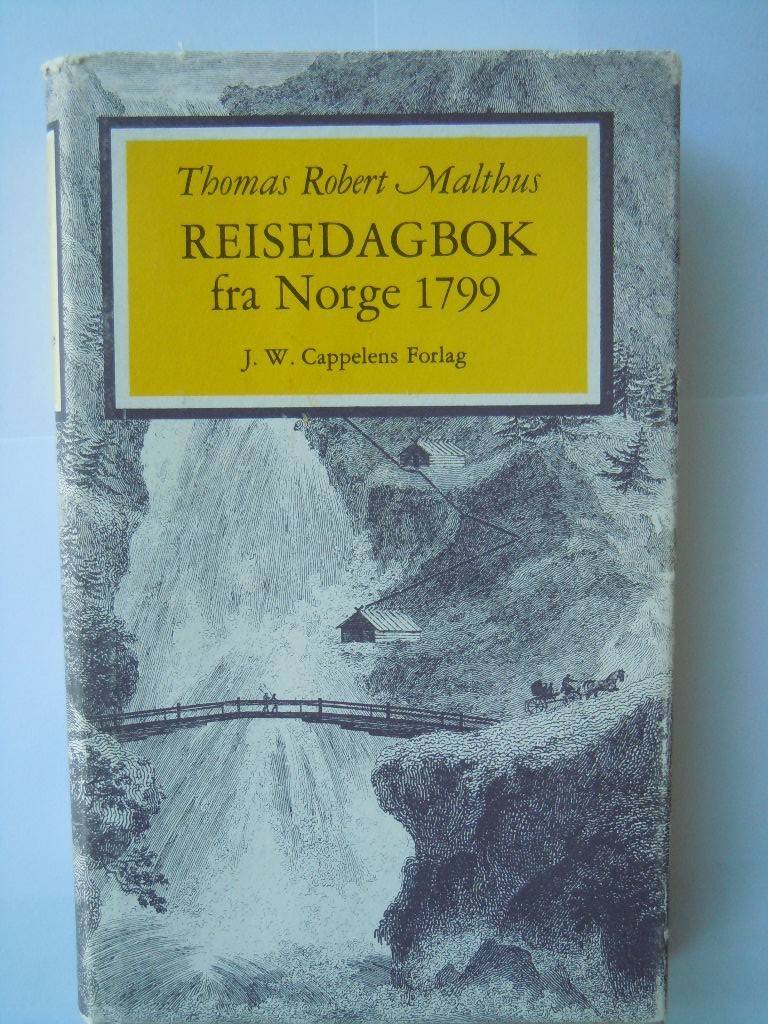 Thomas Robert Malthus
REISEDAGBOK
fra Norge 1799
J. W. Cappelens Forlag